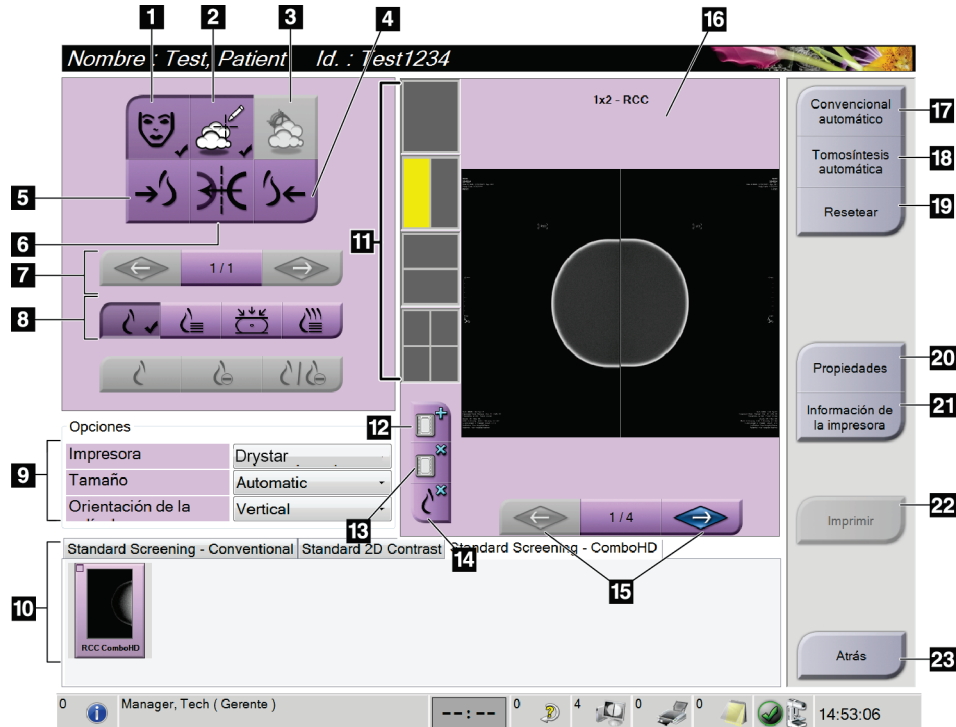 1
2
3
4
16
Nombre : Test, Patient Id. : Test1234
1x2 - RCC
Convencional automático
17
Tomosíntesis automática
18
Resetear
19
5
6
11
7
1/1
8
Propiedades
20
Información de la impresora
21
Opciones
12
9
Impresora
Drystar
Tamaño
Automatic
Orientación de la
Vertical
13
14
1/4
Imprimir
22
15
Standard Screening - Conventional
Standard 2D Contrast
Standard Screening - ComboHD
10
RCC ComboHD
Atrás
23
0
Manager, Tech ( Gerente )
--:--
0
4
0
0
14:53:06